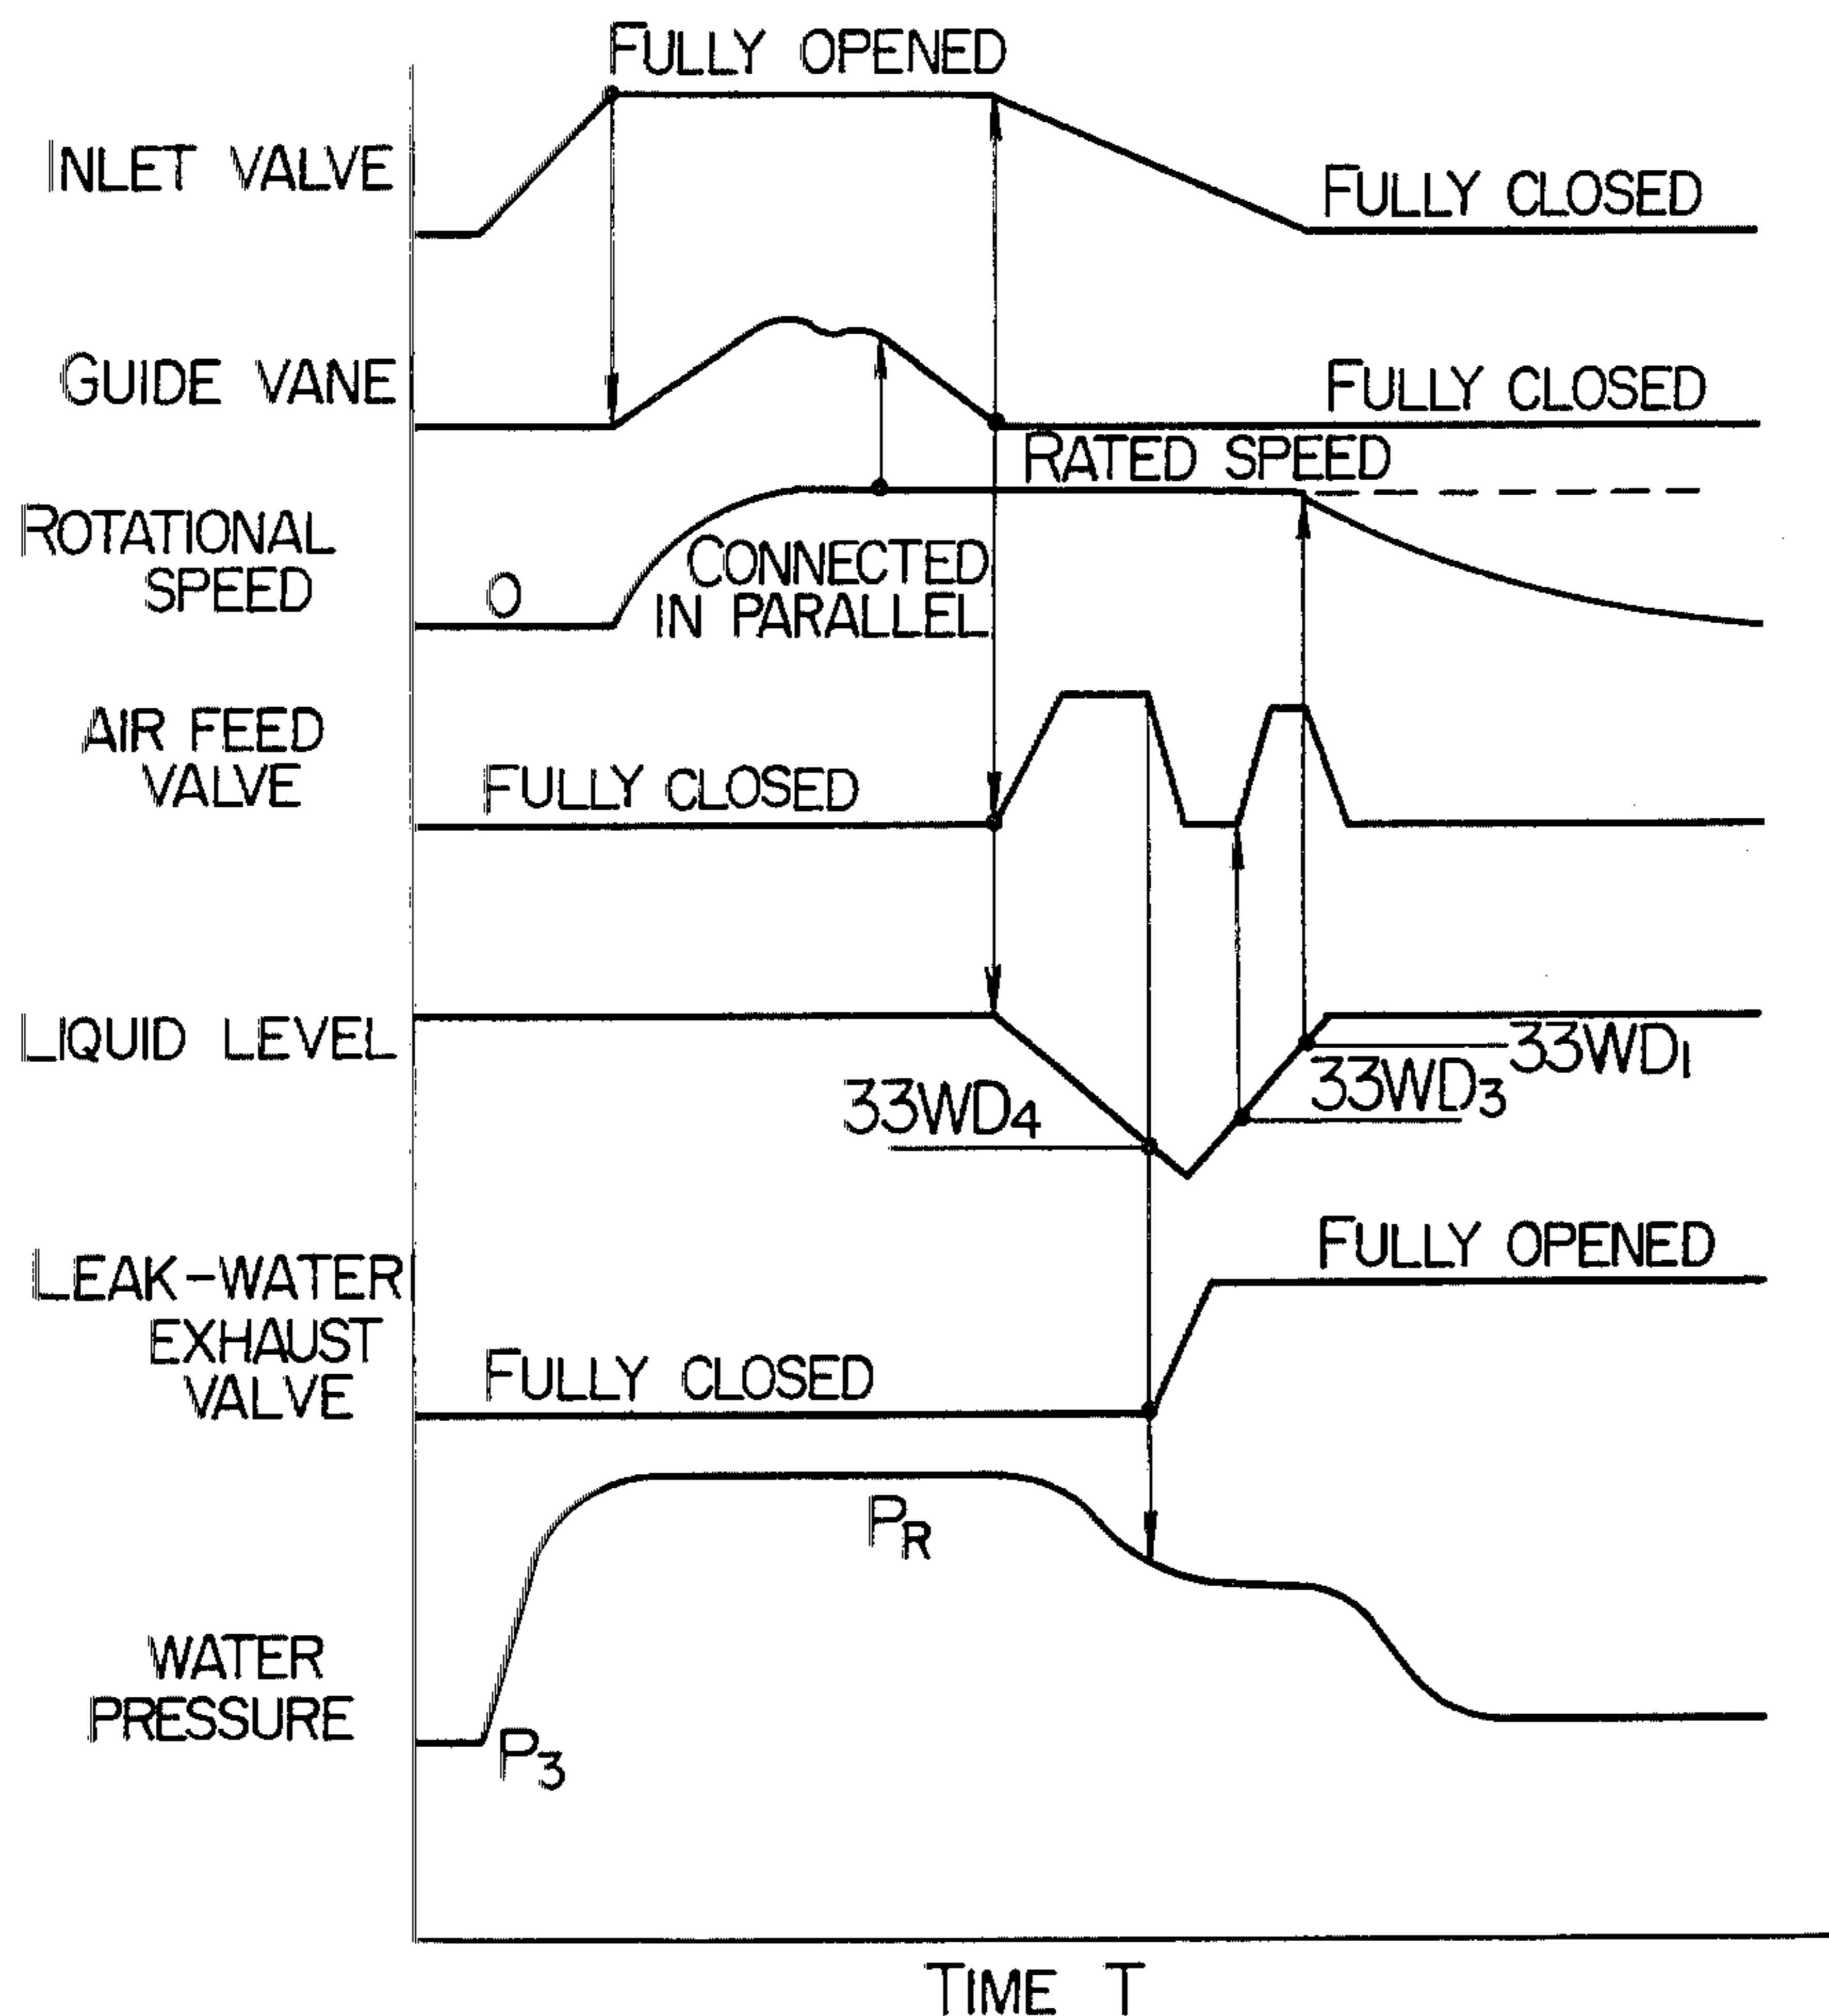 FULLY OPENED
INLET VALVE
FULLY CLOSED
GUIDE VANE
FULLY CLOSED
RATED SPEED
ROTATIONAL
SPEED
O
CONNECTED
IN PARALLEL
AIR FEED
VALVE
FULLY CLOSED
LIQUID LEVEL
33WD1
33WD3
33WD4
LEAK-WATER
EXHAUST
VALVE
FULLY OPENED
FULLY CLOSED
PR
WATER
PRESSURE
P3
TIME T